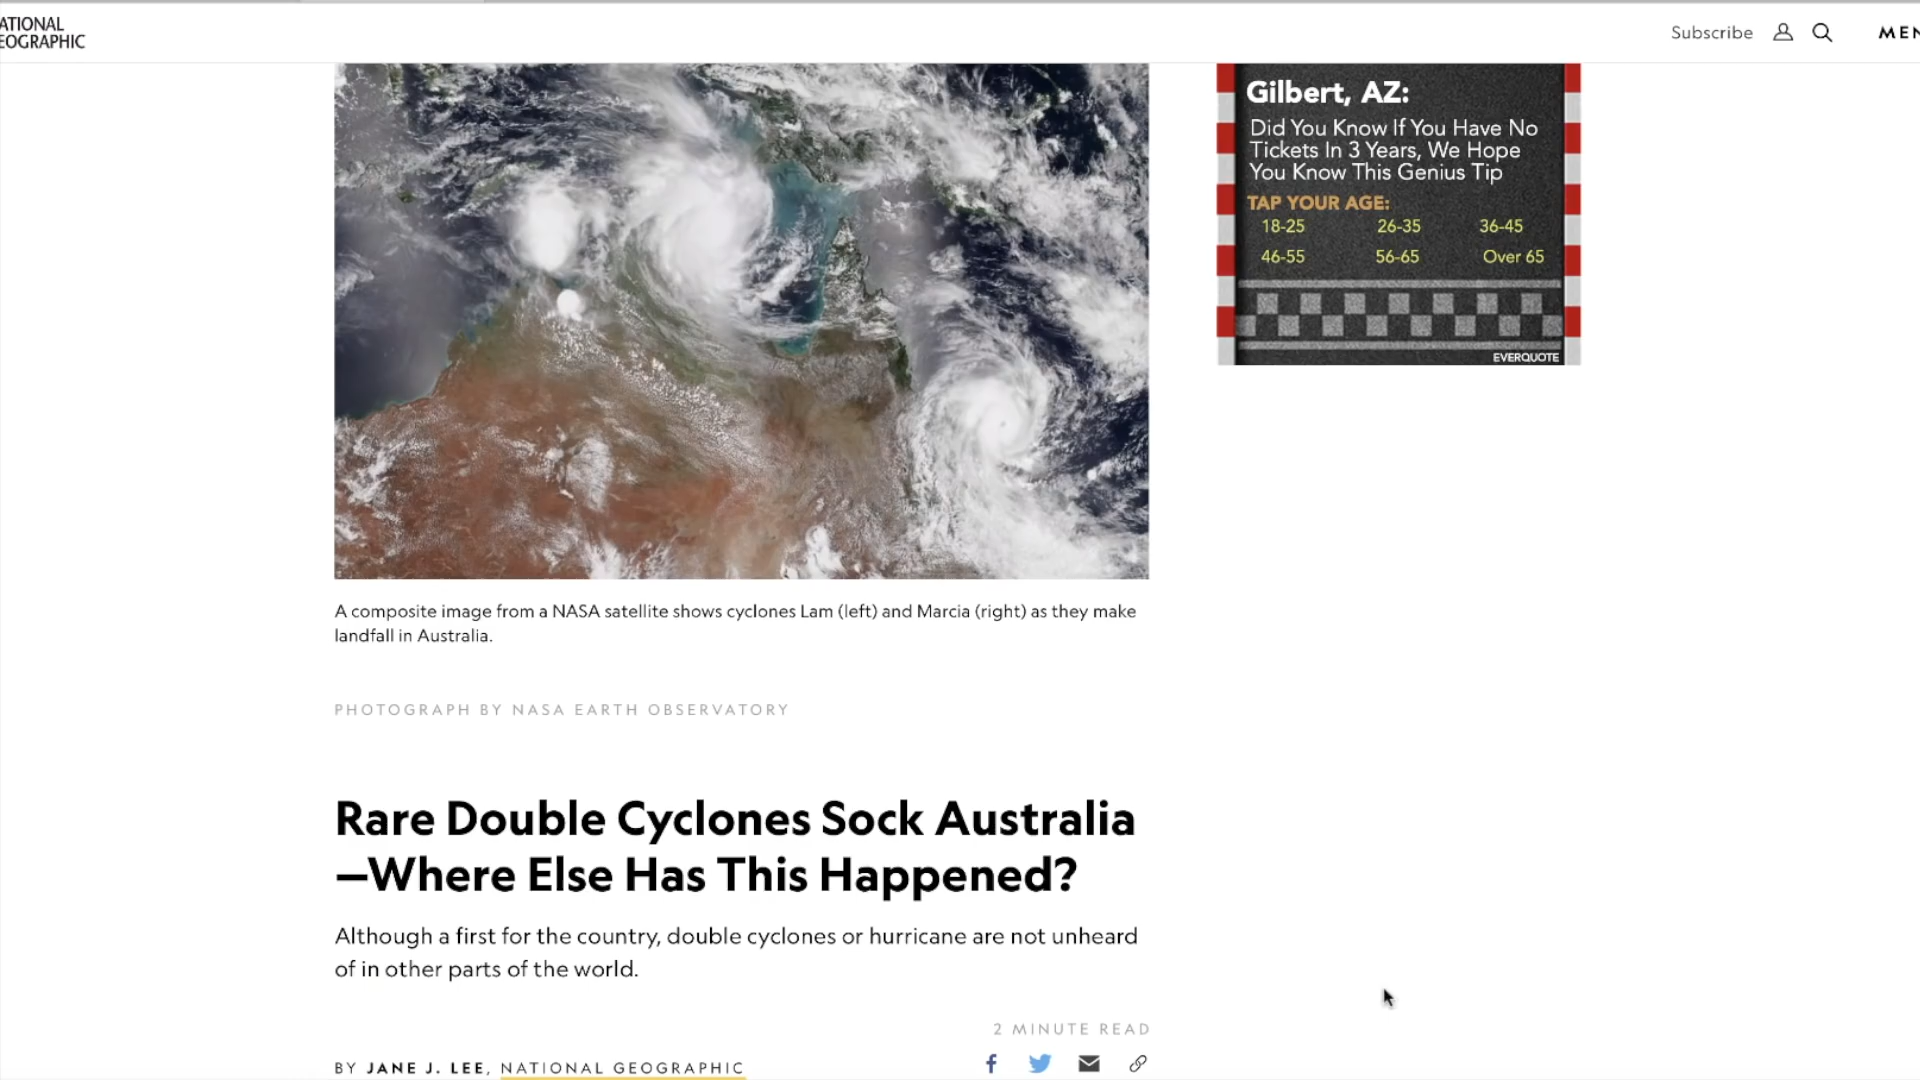 ATIONAL
EOGRAPHIC
Subscribe
MEN
Gilbert, AZ:
Did You Know If You Have No
Tickets In 3 Years, We Hope
You Know This Genius Tip
TAP YOUR AGE:
18-25 26-35 36-45
46-55 56-65 Over 65
EVERQUOTE
A composite image from a NASA satellite shows cyclones Lam (left) and Marcia (right) as they make
landfall in Australia.
PHOTOGRAPH BY NASA EARTH OBSERVATORY
Rare Double Cyclones Sock Australia
—Where Else Has This Happened?
Although a first for the country, double cyclones or hurricane are not unheard
of in other parts of the world.
2 MINUTE READ
BY JANE J. LEE, NATIONAL GEOGRAPHIC